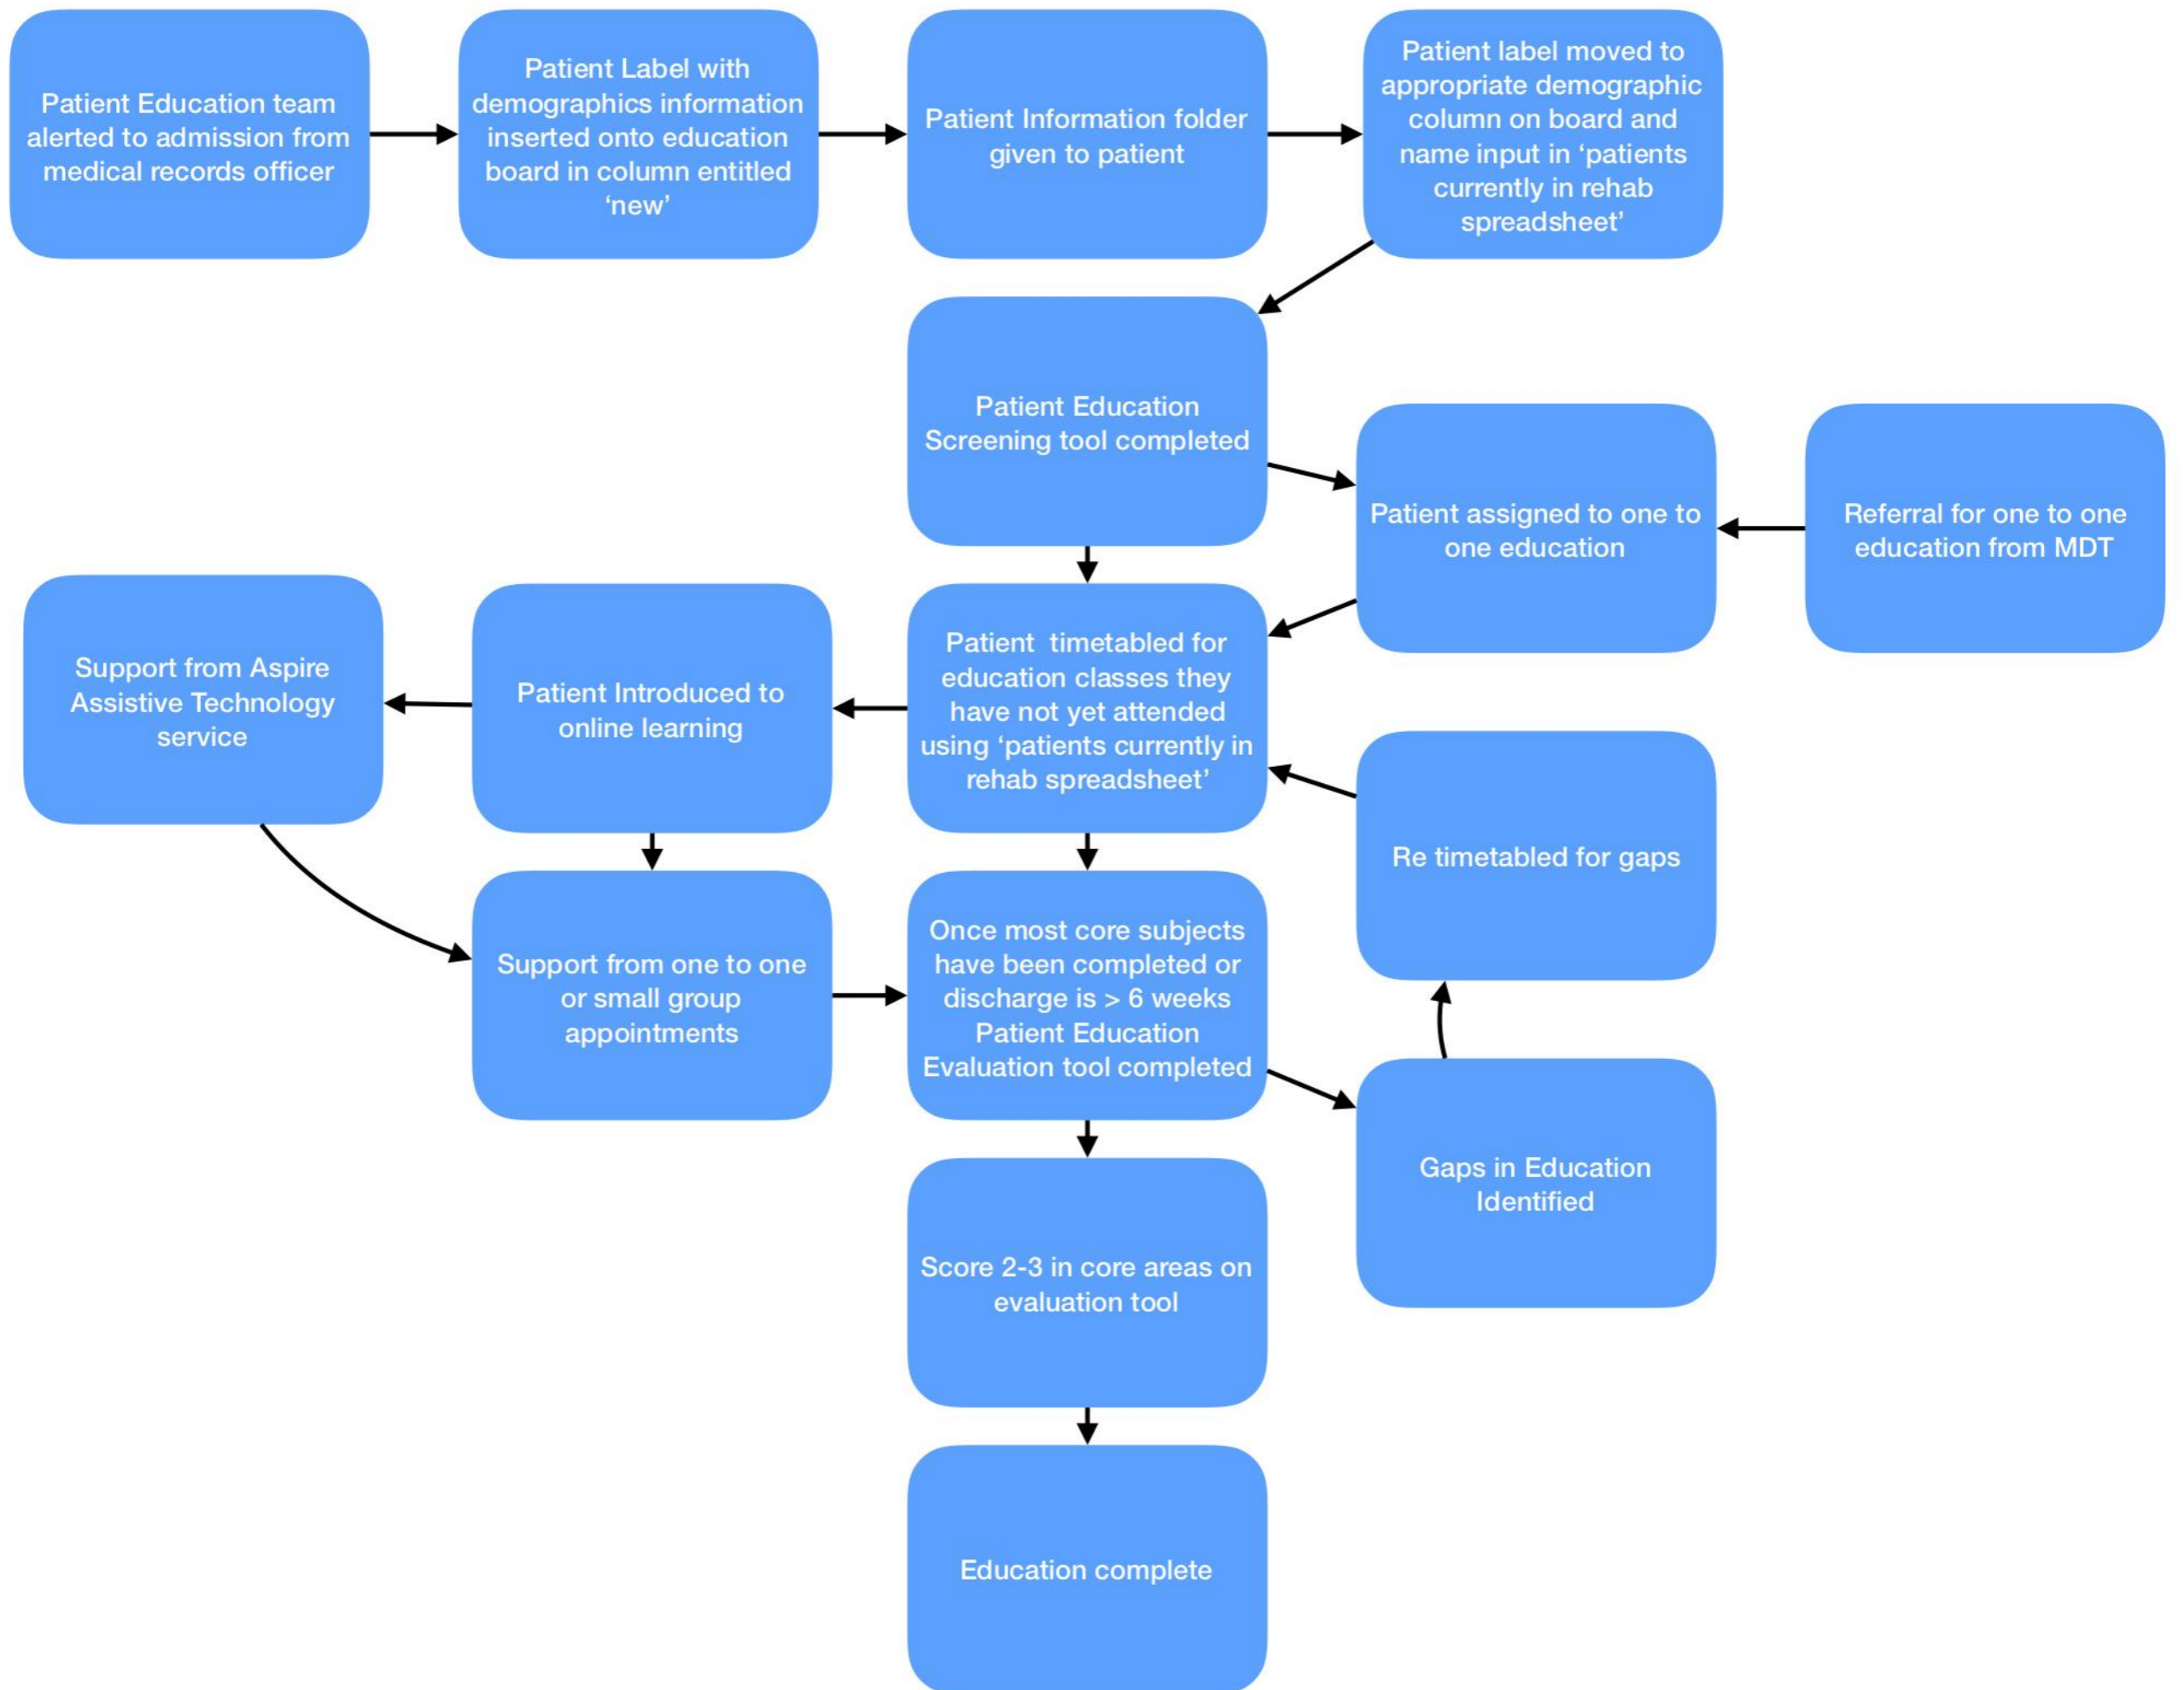 Patient Education team
alerted to admission from
medical records officer
Patient Label with
demographics information
inserted onto education
board in column entitled
‘new’
Patient Information folder
given to patient
Patient label moved to
appropriate demographic
column on board and
name input in ‘patients
currently in rehab
spreadsheet’
Patient Education
Screening tool completed
Patient assigned to one to
one education
Referral for one to one
education from MDT
Support from Aspire
Assistive Technology
service
Patient Introduced to
online learning
Patient  timetabled for
education classes they
have not yet attended
using ‘patients currently in
rehab spreadsheet’
Re timetabled for gaps
Support from one to one
or small group
appointments
Once most core subjects
have been completed or
discharge is > 6 weeks
Patient Education
Evaluation tool completed
Gaps in Education
Identified
Score 2-3 in core areas on
evaluation tool
Education complete